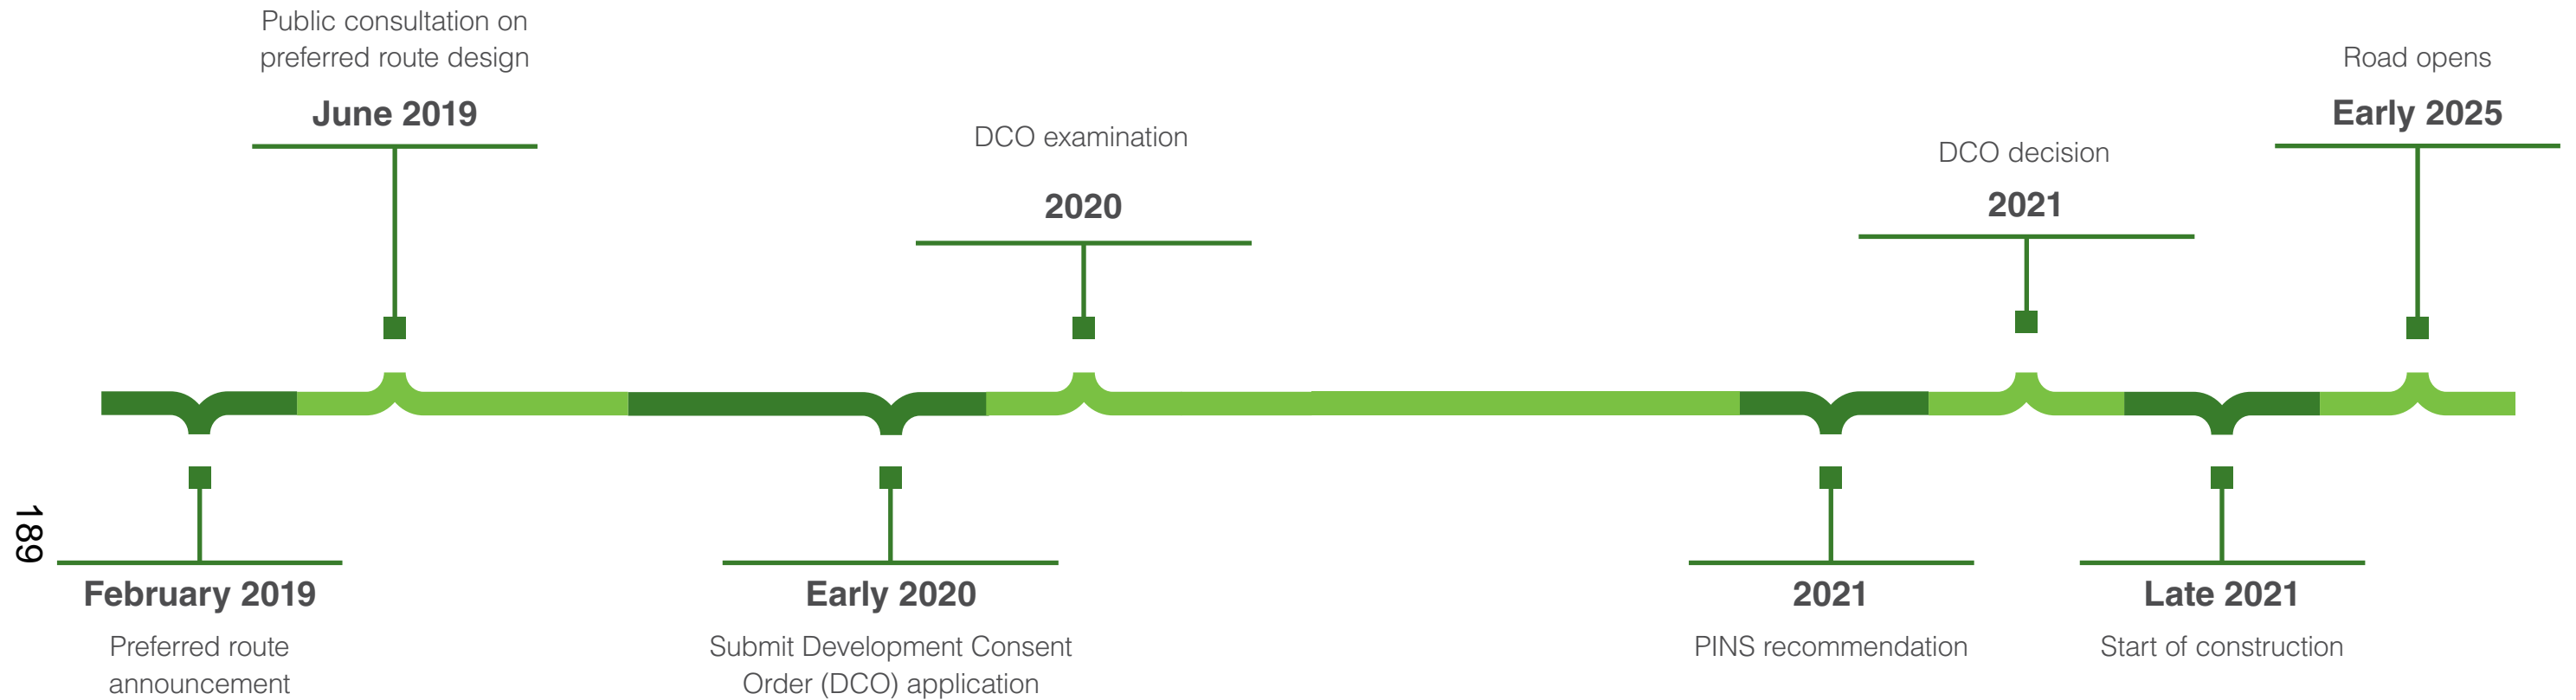 Public consultation on
preferred route design
June 2019
DCO examination
2020
DCO decision
2021
Road opens
Early 2025
189
February 2019
Preferred route
announcement
Early 2020
Submit Development Consent
Order (DCO) application
2021
PINS recommendation
Late 2021
Start of construction